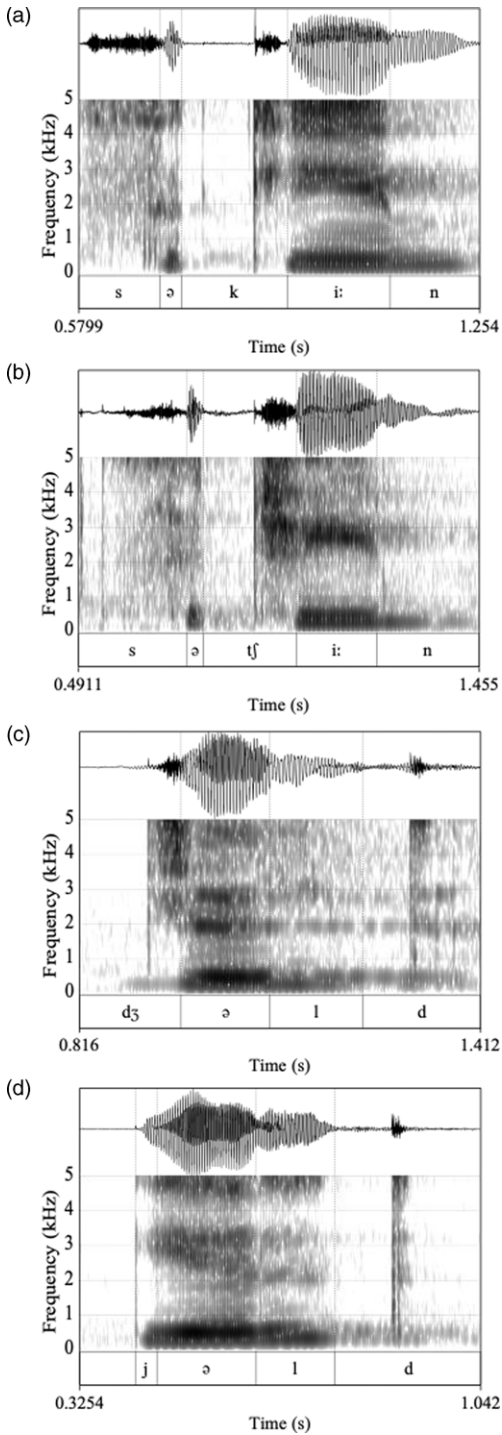 (a)
5
4
3
2
1
0
Frequency (kHz)
s ə k iː n
0.5799 1.254
Time (s)
(b)
5
4
3
2
1
0
Frequency (kHz)
s ə tʃ iː n
0.4911 1.455
Time (s)
(c)
5
4
3
2
1
0
Frequency (kHz)
dʒ ə l d
0.816 1.412
Time (s)
(d)
5
4
3
2
1
0
Frequency (kHz)
j ə l d
0.3254 1.042
Time (s)